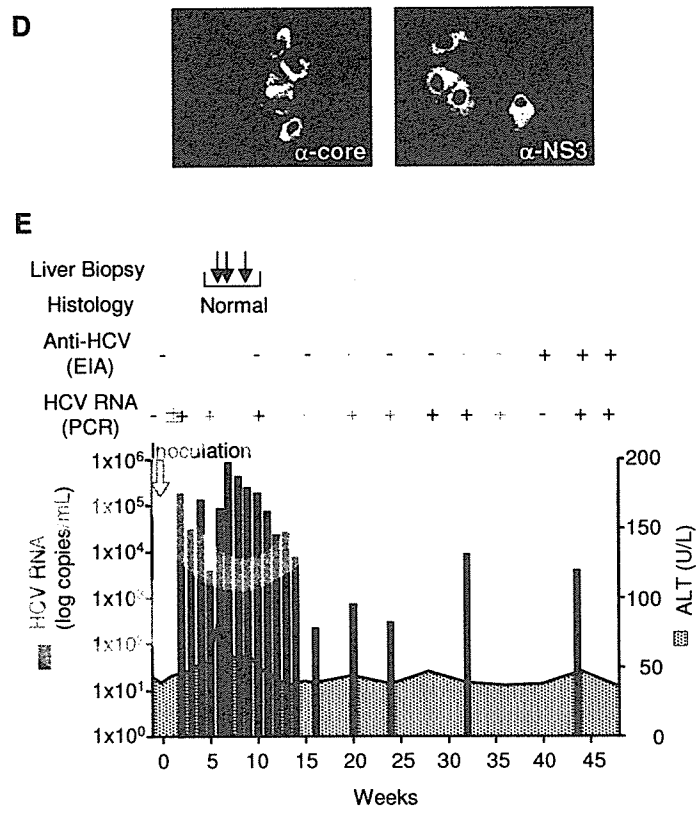 D
α-core
α-NS3
E
Liver Biopsy
Histology Normal
Anti-HCV
(EIA)
- - - - - - + + +
HCV RNA
(PCR)
- + + + + + + + + - + +
Inoculation
1x10⁶
1x10⁵
1x10⁴
1x10³
1x10²
1x10¹
1x10⁰
HCV RNA
(log copies/mL)
200
150
100
50
0
ALT (U/L)
0 5 10 15 20 25 30 35 40 45
Weeks